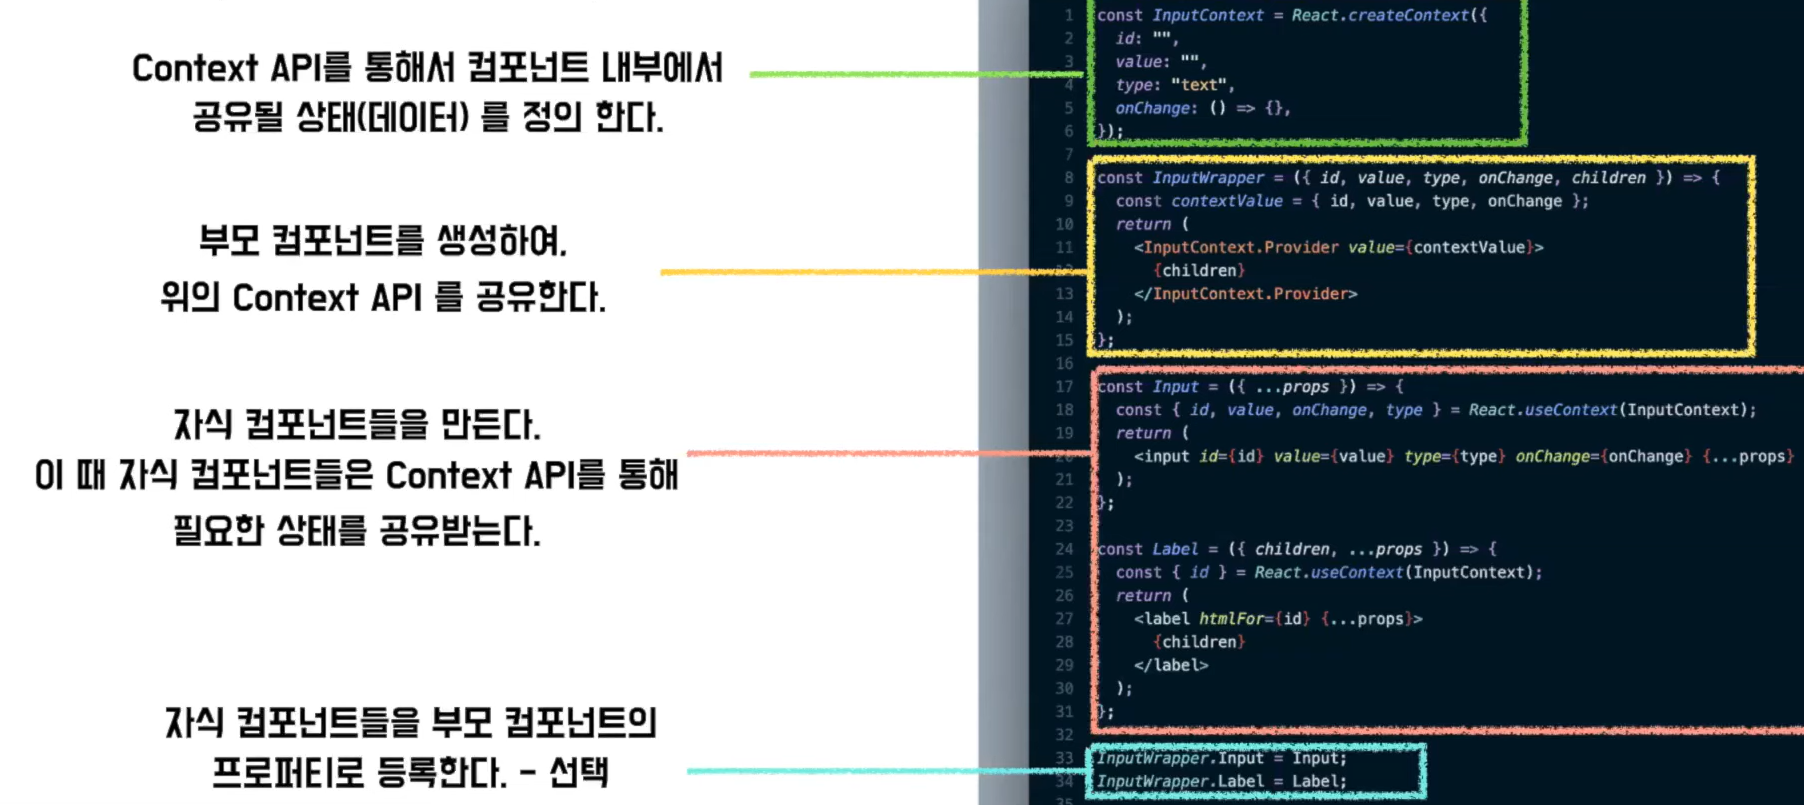 Context API를 통해서 컴포넌트 내부에서
공유될 상태(데이터) 를 정의 한다.
부모 컴포넌트를 생성하여,
위의 Context API 를 공유한다.
자식 컴포넌트들을 만든다.
이 때 자식 컴포넌트들은 Context API를 통해
필요한 상태를 공유받는다.
자식 컴포넌트들을 부모 컴포넌트의
프로퍼티로 등록한다. - 선택
1 const InputContext = React.createContext({
2 id: "",
3 value: "",
4 type: "text",
5 onChange: () => {},
6 });
7
8 const InputWrapper = ({ id, value, type, onChange, children }) => {
9 const contextValue = { id, value, type, onChange };
10 return (
11 <InputContext.Provider value={contextValue}>
12 {children}
13 </InputContext.Provider>
14 );
15 };
16
17 const Input = ({ ...props }) => {
18 const { id, value, onChange, type } = React.useContext(InputContext);
19 return (
20 <input id={id} value={value} type={type} onChange={onChange} {...props}
21 );
22 };
23
24 const Label = ({ children, ...props }) => {
25 const { id } = React.useContext(InputContext);
26 return (
27 <label htmlFor={id} {...props}>
28 {children}
29 </label>
30 );
31 };
32
33 InputWrapper.Input = Input;
34 InputWrapper.Label = Label;
35